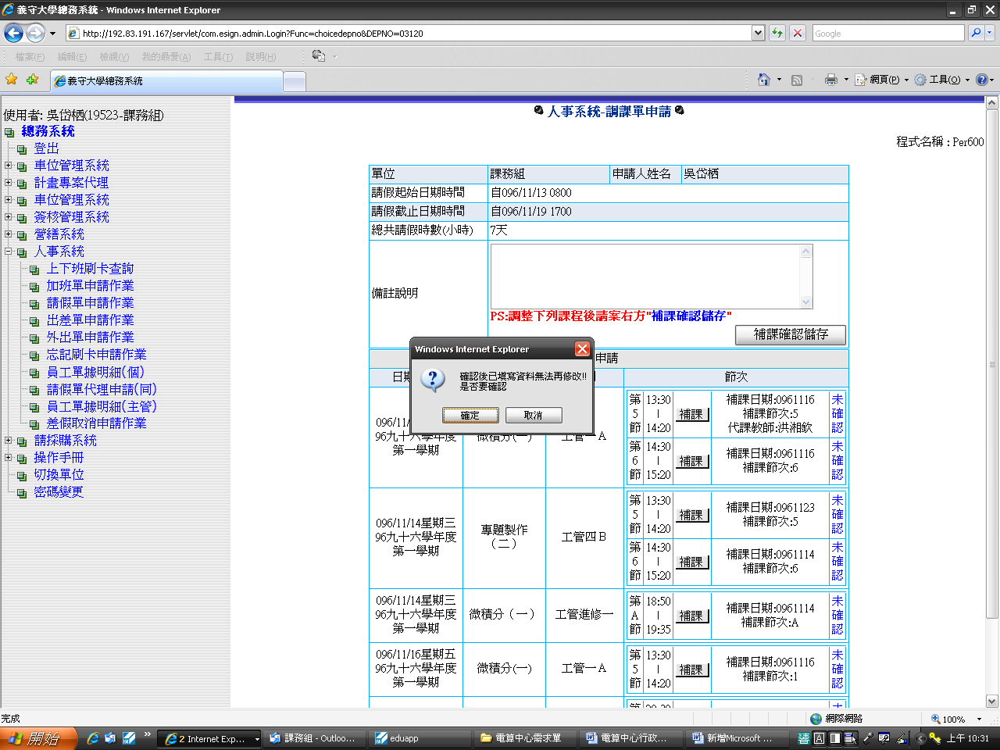 義守大學總務系統 - Windows Internet Explorer
http://192.83.191.167/servlet/com.esign.admin.Login?Func=choicedepno&DEPNO=03120
Google
檔案(F) 編輯(E) 檢視(V) 我的最愛(A) 工具(T) 說明(H)
義守大學總務系統
網頁(P) 工具(O)
使用者: 吳岱栖(19523-課務組)
總務系統
登出
車位管理系統
計畫專案代理
車位管理系統
簽核管理系統
營繕系統
人事系統
上下班刷卡查詢
加班單申請作業
請假單申請作業
出差單申請作業
外出單申請作業
忘記刷卡申請作業
員工單據明細(個)
請假單代理申請(同)
員工單據明細(主管)
差假取消申請作業
請採購系統
操作手冊
切換單位
密碼變更
人事系統-調課單申請
程式名稱 : Per600
單位 課務組 申請人姓名 吳岱栖
請假起始日期時間 自096/11/13 0800
請假截止日期時間 自096/11/19 1700
總共請假時數(小時) 7天
備註說明
PS:調整下列課程後請案右方"補課確認儲存"
補課確認儲存
申請
日期 節次
Windows Internet Explorer
確認後已填寫資料無法再修改!!
是否要確認
確定 取消
096/11/
96九十六學年度
第一學期
微積分(一)
工管一A
第5節 13:30 | 14:20 補課 補課日期:0961116 補課節次:5 代課教師:洪湘欽 未確認
第6節 14:30 | 15:20 補課 補課日期:0961116 補課節次:6 未確認
096/11/14星期三
96九十六學年度
第一學期
專題製作
（二）
工管四B
第5節 13:30 | 14:20 補課 補課日期:0961123 補課節次:5 未確認
第6節 14:30 | 15:20 補課 補課日期:0961114 補課節次:6 未確認
096/11/14星期三
96九十六學年度
第一學期
微積分（一）
工管進修一
第A節 18:50 | 19:35 補課 補課日期:0961114 補課節次:A 未確認
096/11/16星期五
96九十六學年度
第一學期
微積分(一)
工管一A
第5節 13:30 | 14:20 補課 補課日期:0961116 補課節次:1 未確認
完成
網際網路
100%
開始
2 Internet Exp...
課務組 - Outloo...
eduapp
電算中心需求單
電算中心行政...
新增Microsoft ...
上午 10:31